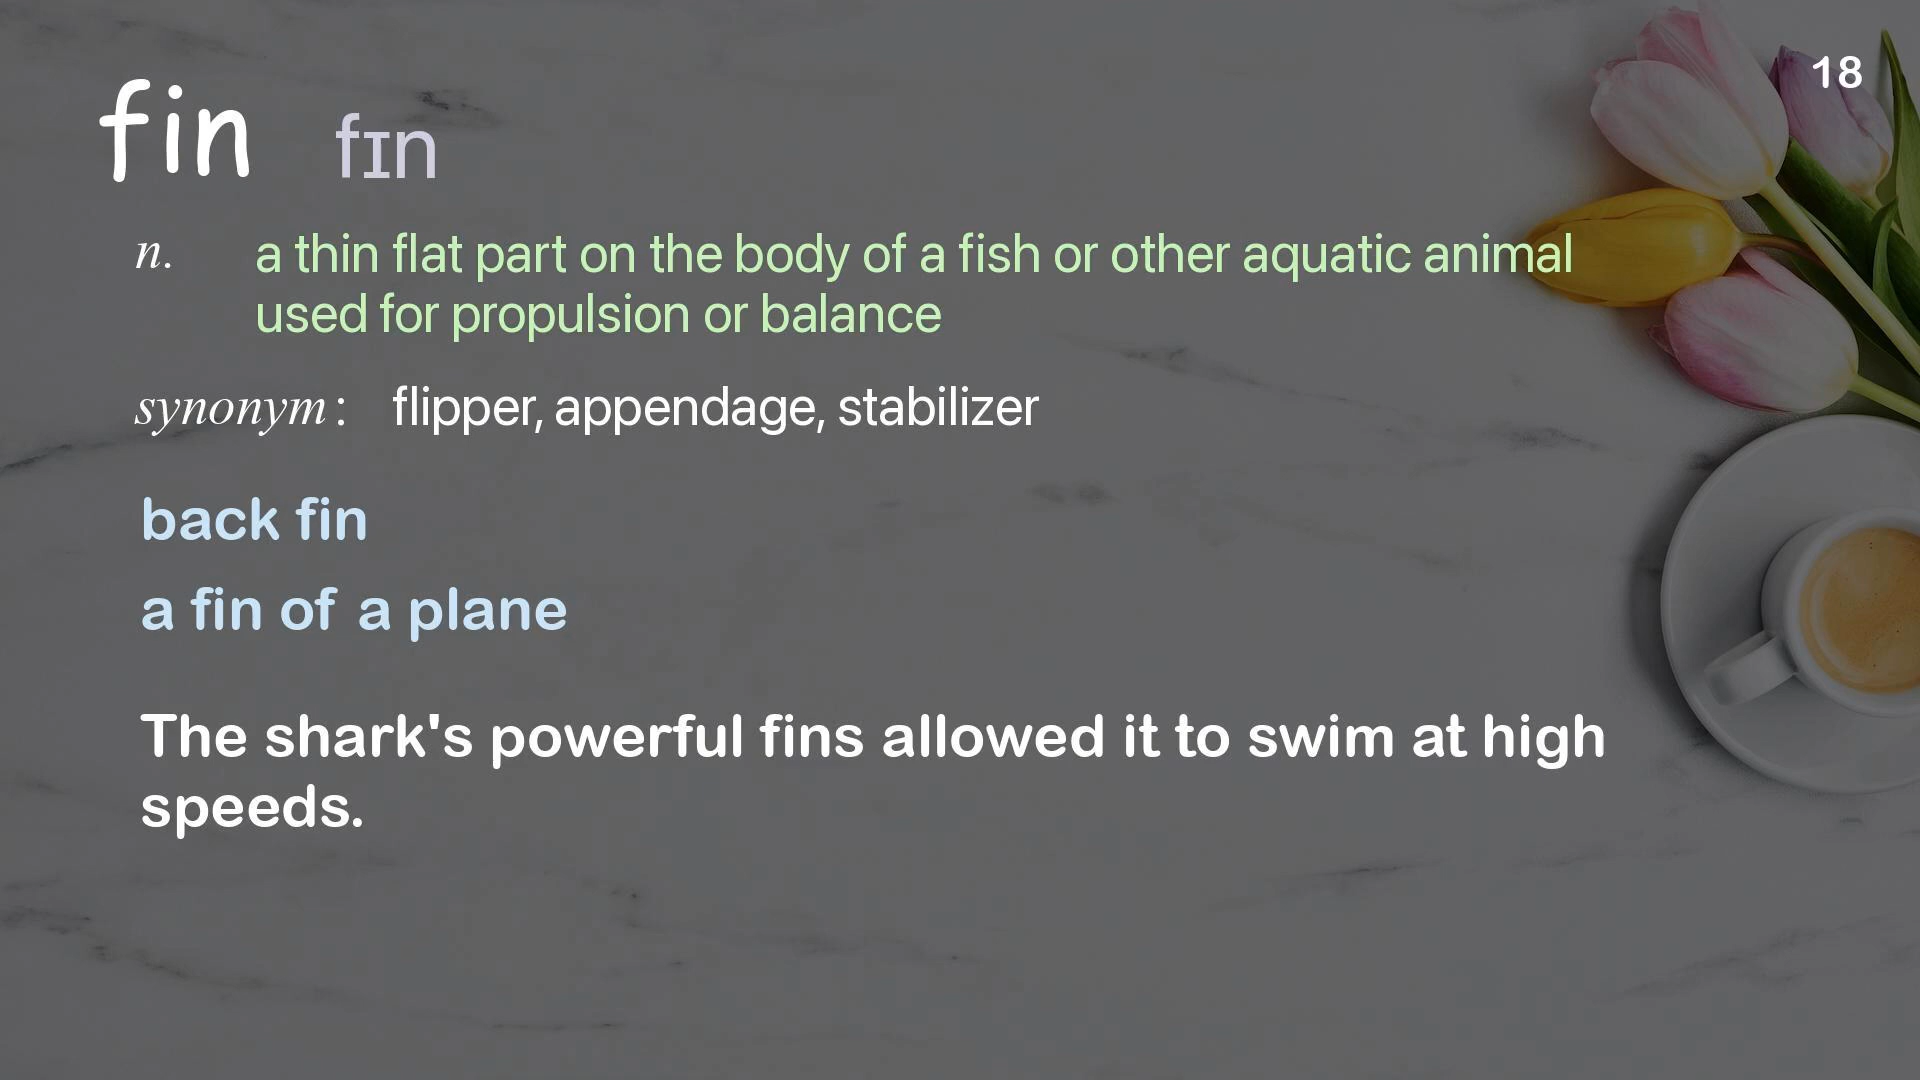 18
fin fɪn
n. a thin flat part on the body of a fish or other aquatic animal
used for propulsion or balance
synonym: flipper, appendage, stabilizer
back fin
a fin of a plane
The shark's powerful fins allowed it to swim at high
speeds.